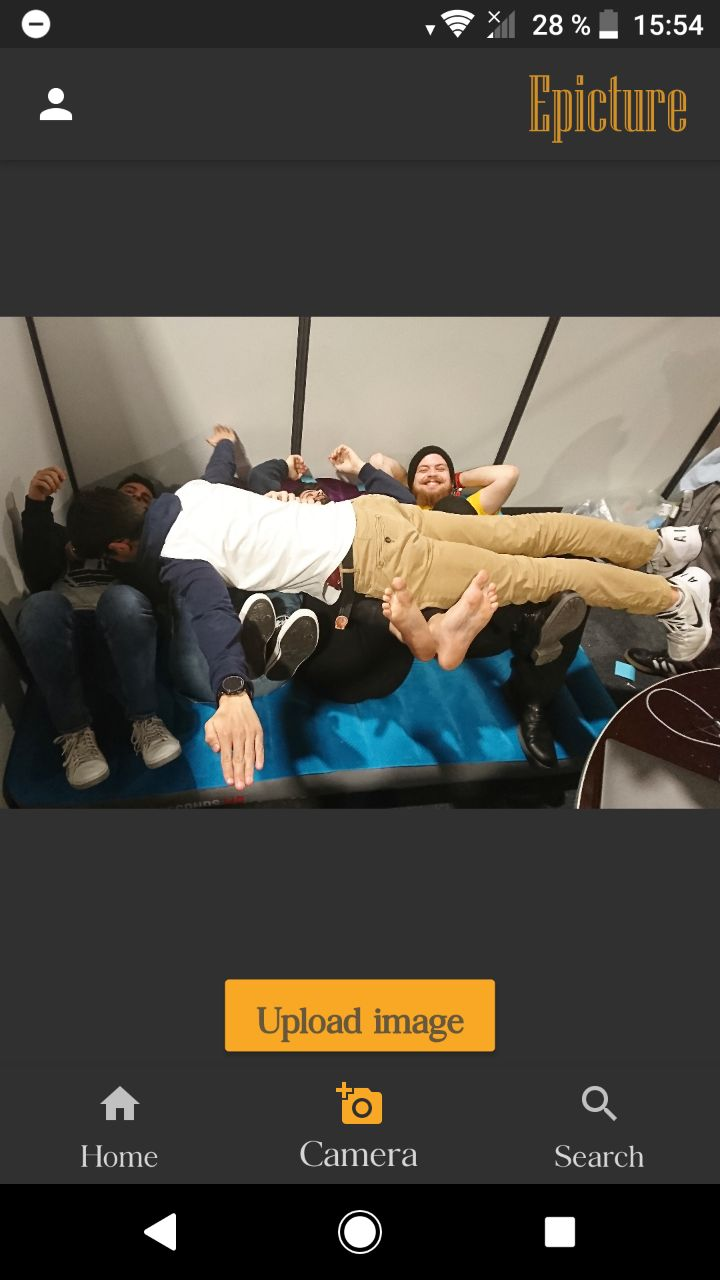 28 % 15:54
Epicture
Upload image
Home
Camera
Search